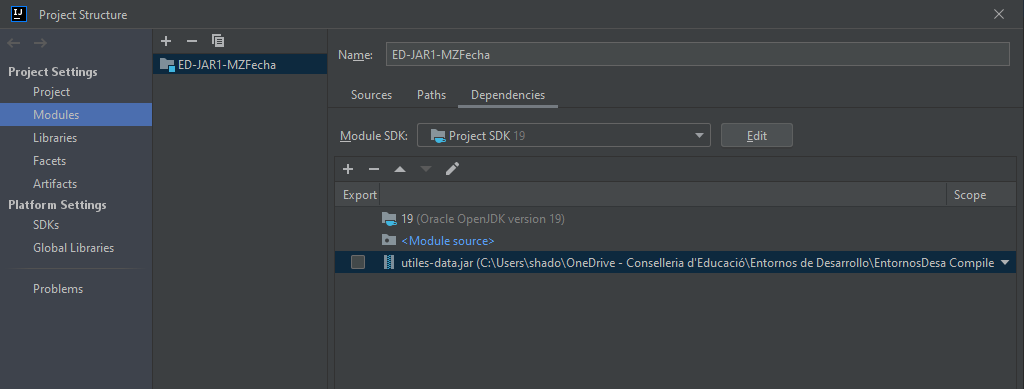 IJ Project Structure
Project Settings
Project
Modules
Libraries
Facets
Artifacts
Platform Settings
SDKs
Global Libraries
Problems
ED-JAR1-MZFecha
Name: ED-JAR1-MZFecha
Sources Paths Dependencies
Module SDK: Project SDK 19 Edit
Export Scope
19 (Oracle OpenJDK version 19)
<Module source>
utiles-data.jar (C:\Users\shado\OneDrive - Conselleria d'Educació\Entornos de Desarrollo\EntornosDesa Compile